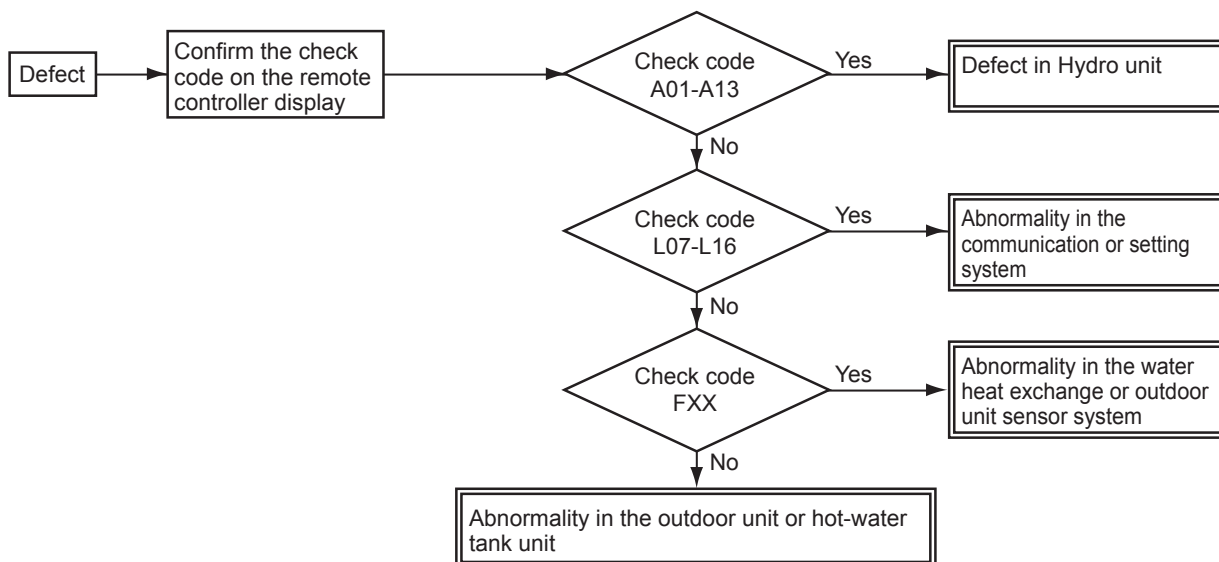 Defect
Confirm the check
code on the remote
controller display
Check code
A01-A13
Yes
Defect in Hydro unit
No
Check code
L07-L16
Yes
Abnormality in the
communication or setting
system
No
Check code
FXX
Yes
Abnormality in the water
heat exchange or outdoor
unit sensor system
No
Abnormality in the outdoor unit or hot-water
tank unit